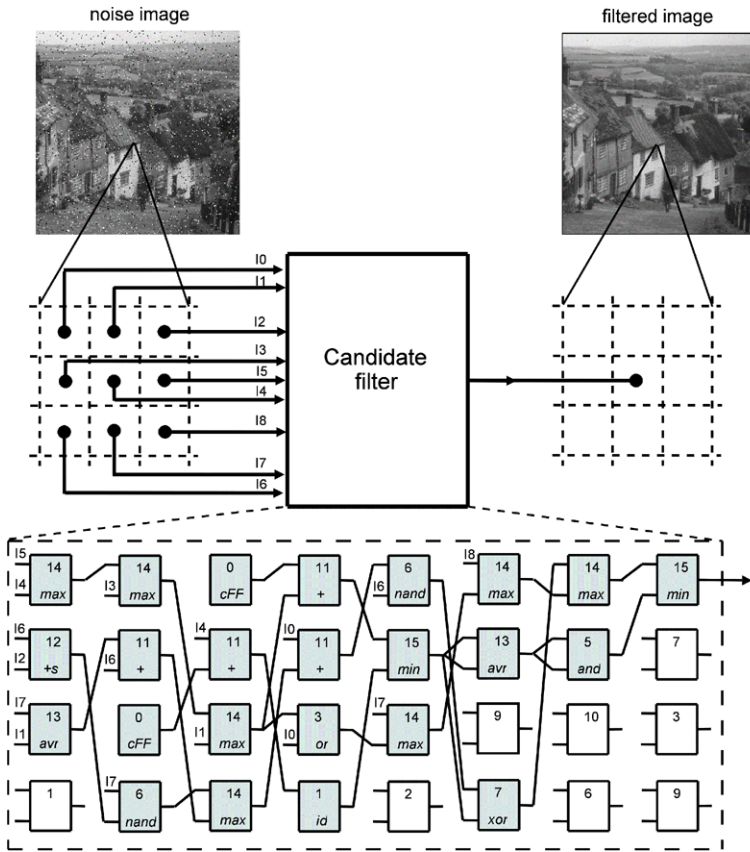 noise image
filtered image
I0
I1
I2
I3
I5
I4
I8
I7
I6
Candidate
filter
I5
I4
14
max
I3
14
max
0
cFF
11
+
I6
6
nand
I8
14
max
14
max
15
min
I6
I2
12
+s
I6
11
+
I4
11
+
I0
11
+
15
min
13
avr
5
and
7
I7
I1
13
avr
0
cFF
I1
14
max
I0
3
or
I7
14
max
9
10
3
1
I7
6
nand
14
max
1
id
2
7
xor
6
9